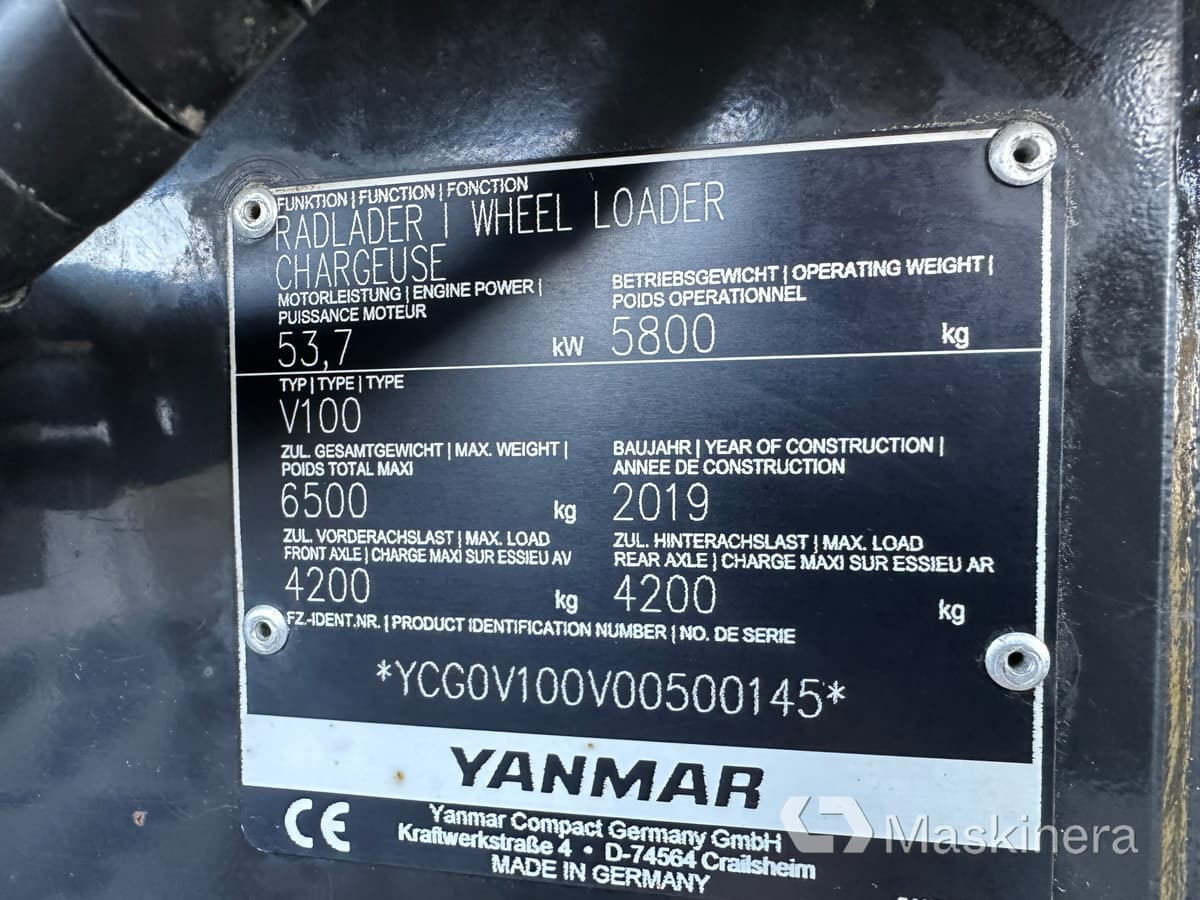 FUNKTION | FUNCTION | FONCTION
RADLADER | WHEEL LOADER
CHARGEUSE
MOTORLEISTUNG | ENGINE POWER |
PUISSANCE MOTEUR
53,7 kW
BETRIEBSGEWICHT | OPERATING WEIGHT |
POIDS OPERATIONNEL
5800 kg
TYP | TYPE | TYPE
V100
ZUL. GESAMTGEWICHT | MAX. WEIGHT |
POIDS TOTAL MAXI
6500 kg
BAUJAHR | YEAR OF CONSTRUCTION |
ANNEE DE CONSTRUCTION
2019
ZUL. VORDERACHSLAST | MAX. LOAD
FRONT AXLE | CHARGE MAXI SUR ESSIEU AV
4200 kg
ZUL. HINTERACHSLAST | MAX. LOAD
REAR AXLE | CHARGE MAXI SUR ESSIEU AR
4200 kg
FZ.-IDENT.NR. | PRODUCT IDENTIFICATION NUMBER | NO. DE SERIE
*YCG0V100V00500145*
YANMAR
CE
Yanmar Compact Germany GmbH
Kraftwerkstraße 4 • D-74564 Crailsheim
MADE IN GERMANY
Maskinera